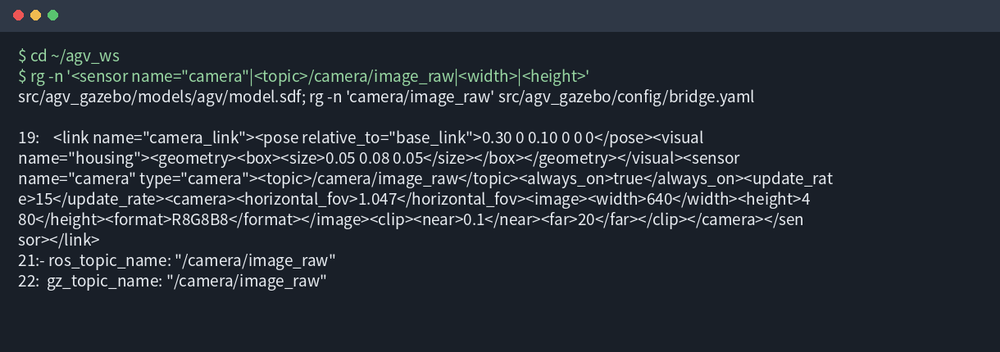 $ cd ~/agv_ws
$ rg -n '<sensor name="camera"|<topic>/camera/image_raw|<width>|<height>'
src/agv_gazebo/models/agv/model.sdf; rg -n 'camera/image_raw' src/agv_gazebo/config/bridge.yaml
19:    <link name="camera_link"><pose relative_to="base_link">0.30 0 0.10 0 0 0</pose><visual
name="housing"><geometry><box><size>0.05 0.08 0.05</size></box></geometry></visual><sensor
name="camera" type="camera"><topic>/camera/image_raw</topic><always_on>true</always_on><update_rat
e>15</update_rate><camera><horizontal_fov>1.047</horizontal_fov><image><width>640</width><height>4
80</height><format>R8G8B8</format></image><clip><near>0.1</near><far>20</far></clip></camera></sen
sor></link>
21:- ros_topic_name: "/camera/image_raw"
22:  gz_topic_name: "/camera/image_raw"